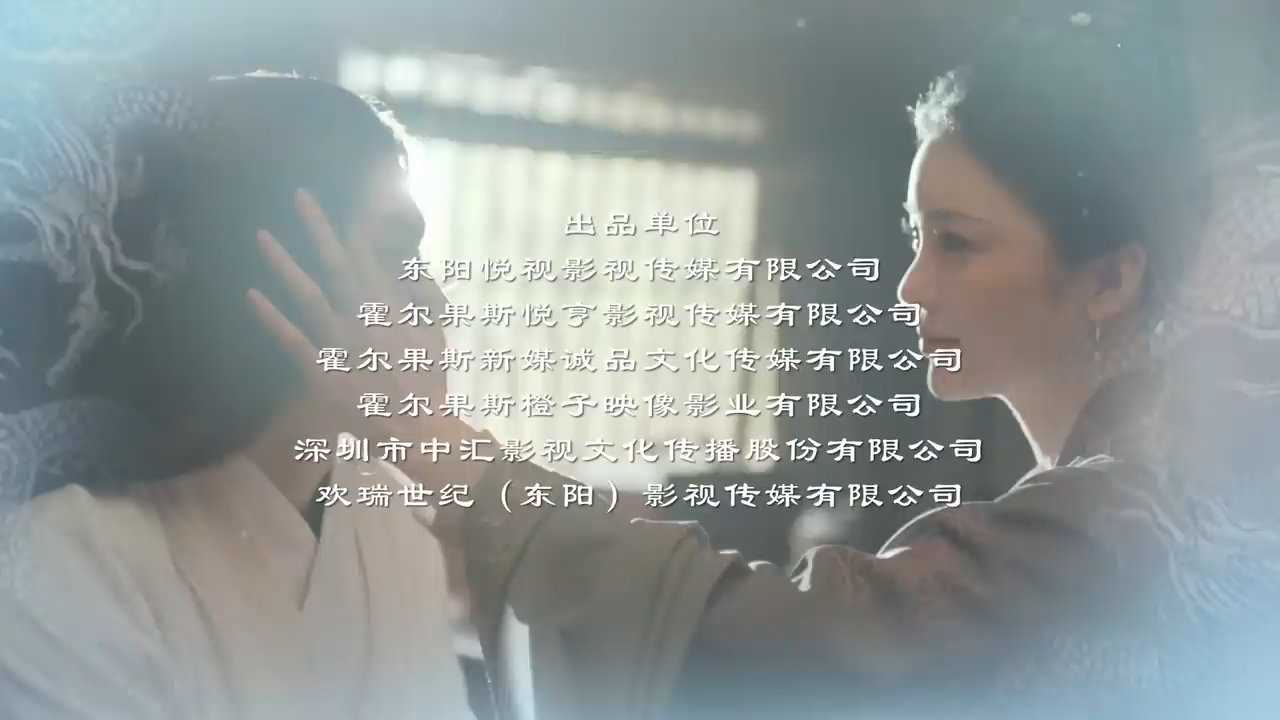 出品单位
东阳悦视影视传媒有限公司
霍尔果斯悦亨影视传媒有限公司
霍尔果斯新媒诚品文化传媒有限公司
霍尔果斯橙子映像影业有限公司
深圳市中汇影视文化传播股份有限公司
欢瑞世纪（东阳）影视传媒有限公司